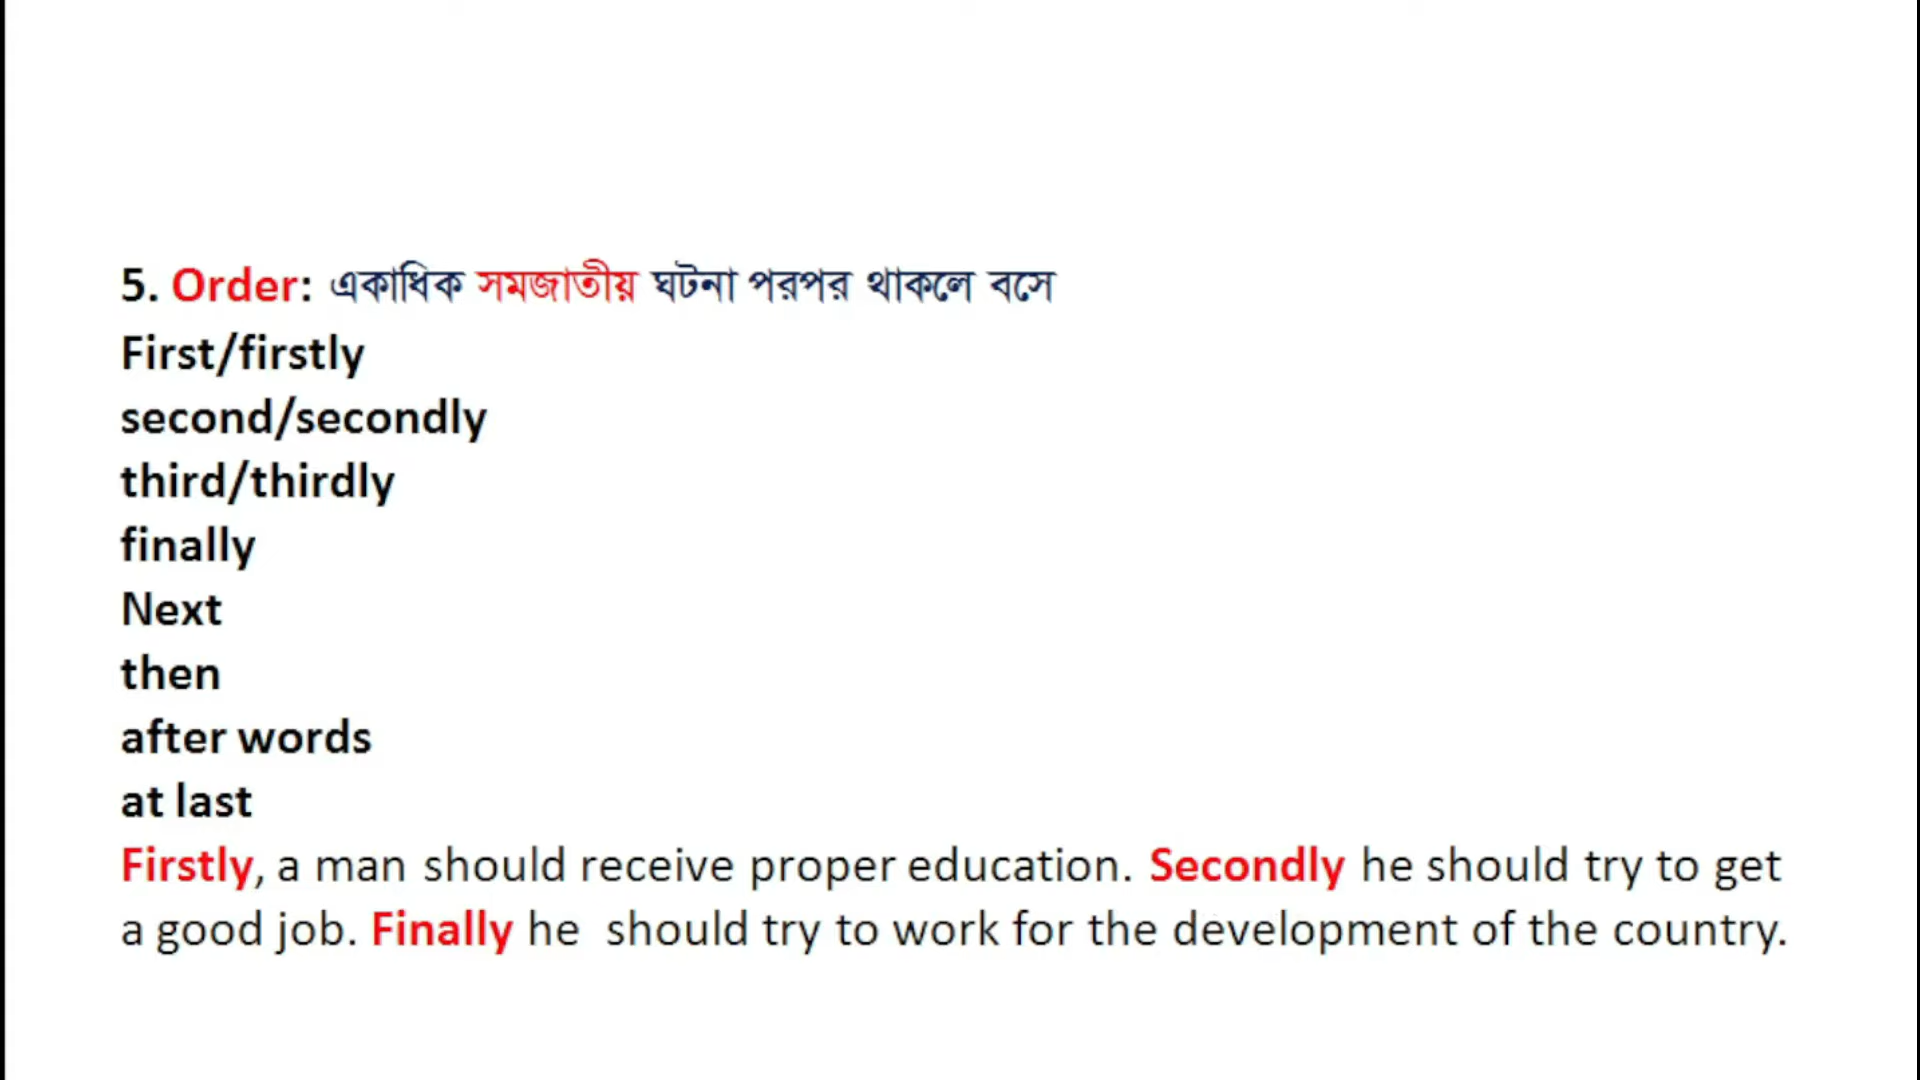 5. Order: একাধিক সমজাতীয় ঘটনা পরপর থাকলে বসে
First/firstly
second/secondly
third/thirdly
finally
Next
then
after words
at last
Firstly, a man should receive proper education. Secondly he should try to get
a good job. Finally he should try to work for the development of the country.